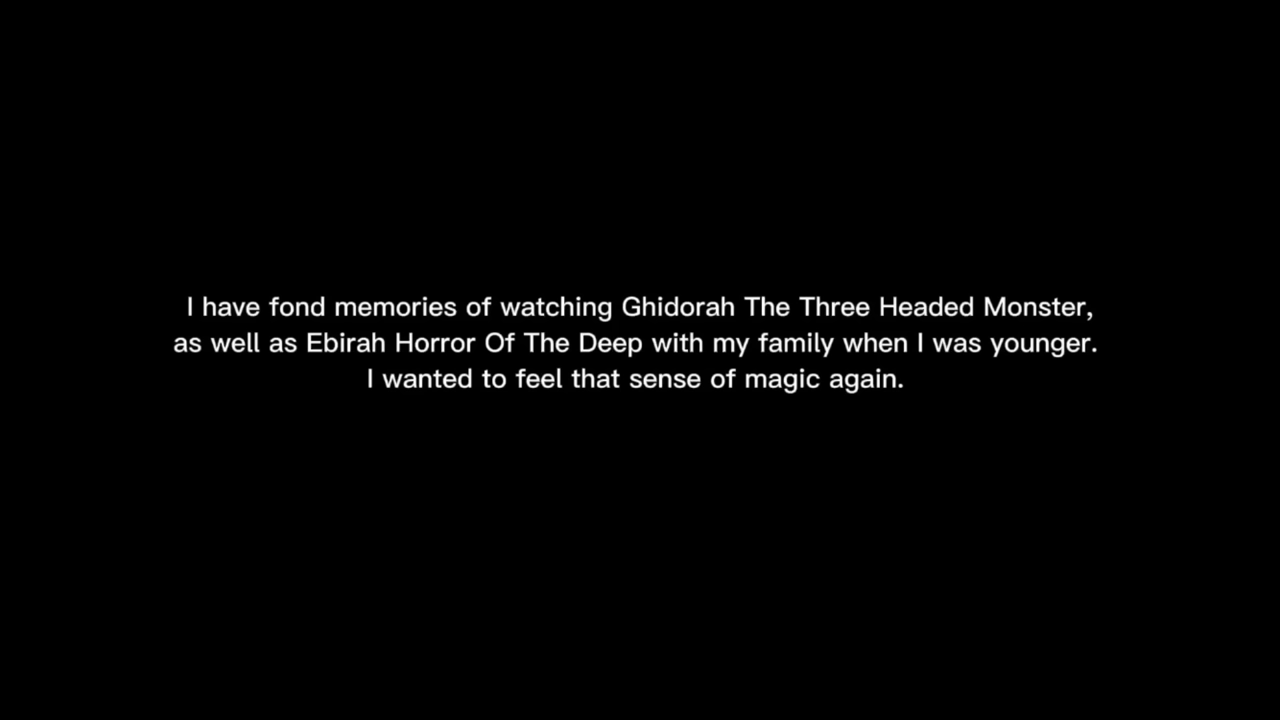 I have fond memories of watching Ghidorah The Three Headed Monster,
as well as Ebirah Horror Of The Deep with my family when I was younger.
I wanted to feel that sense of magic again.